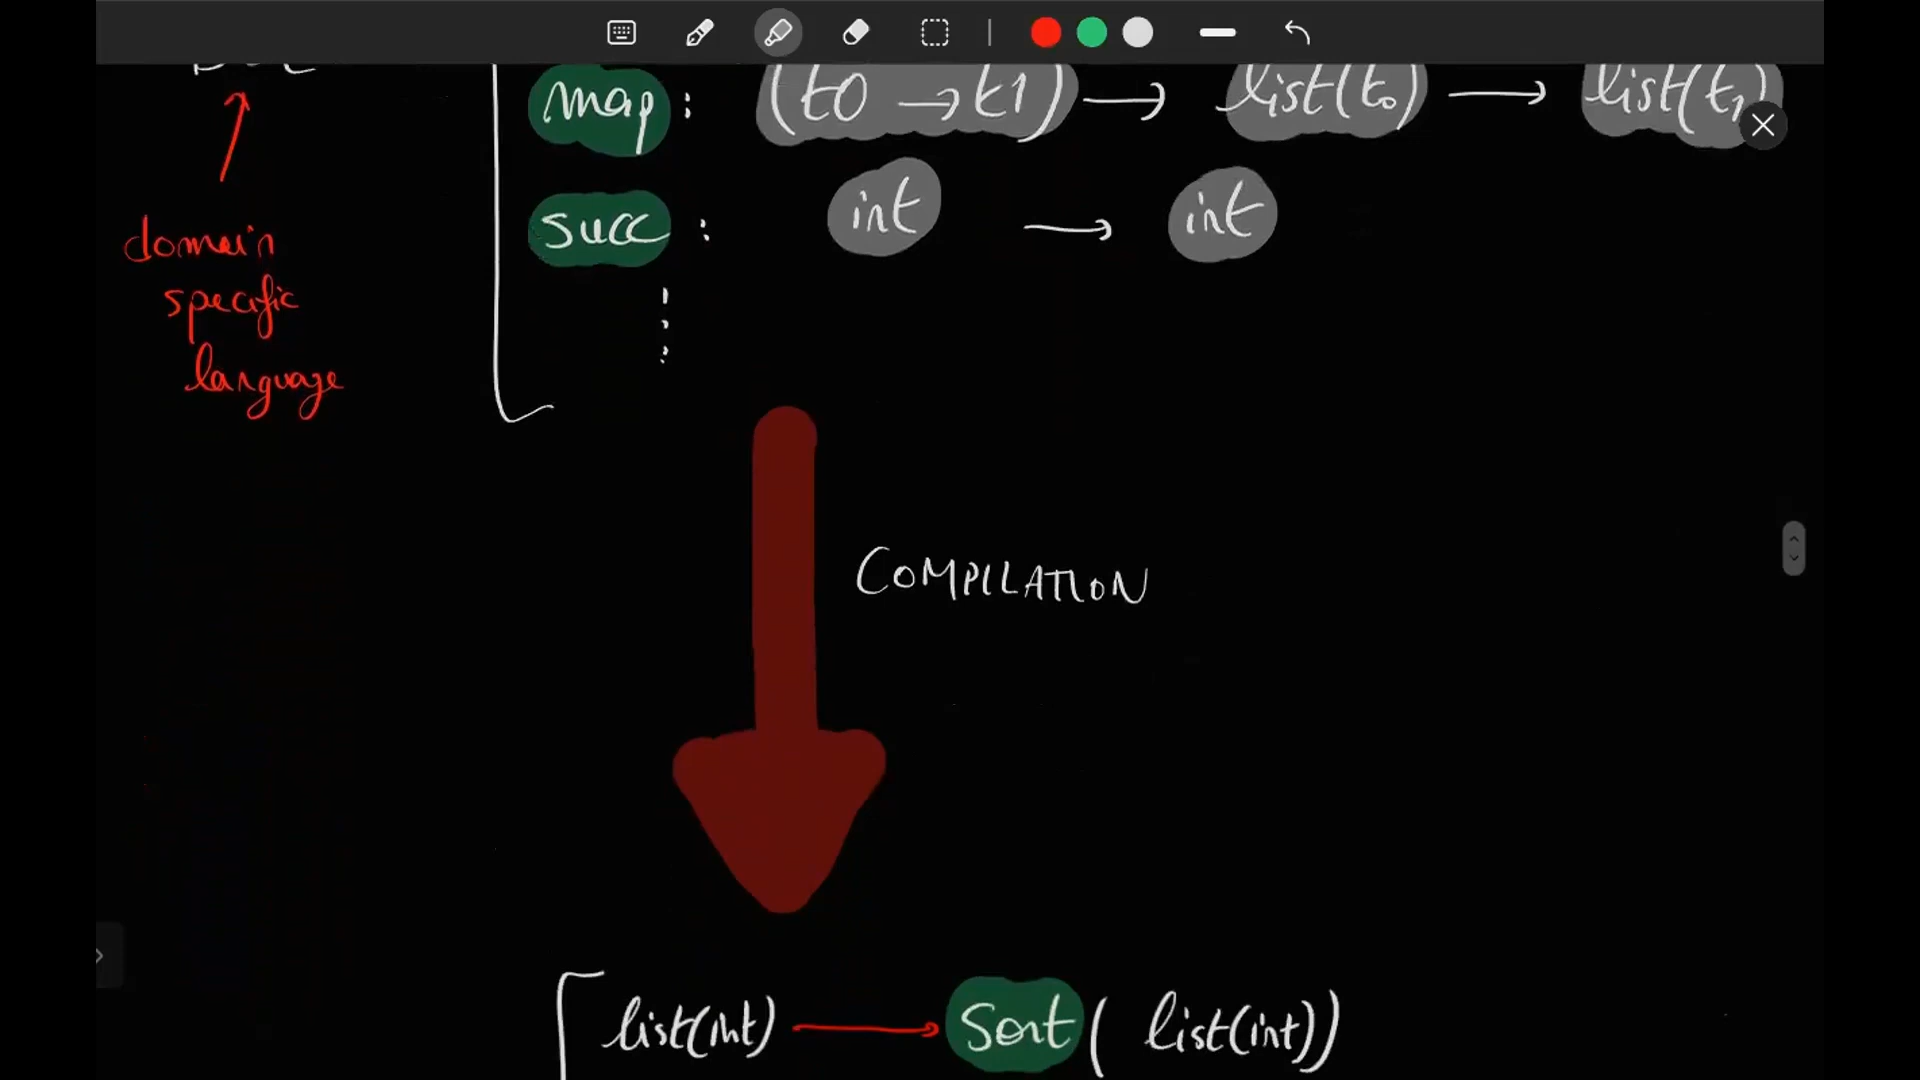 map : (t0 → t1) → list(t₀) → list(t₁)
succ : int → int
domain
specific
language
COMPILATION
list(int) → Sort( list(int))